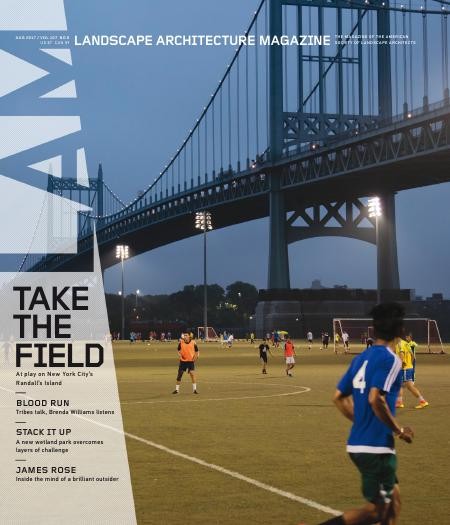 LAM
AUG 2017 / VOL 107 NO 8
US $7 CAN $9
LANDSCAPE ARCHITECTURE MAGAZINE
THE MAGAZINE OF THE AMERICAN
SOCIETY OF LANDSCAPE ARCHITECTS
TAKE
THE
FIELD
At play on New York City's
Randall's Island
BLOOD RUN
Tribes talk, Brenda Williams listens
STACK IT UP
A new wetland park overcomes
layers of challenge
JAMES ROSE
Inside the mind of a brilliant outsider
4